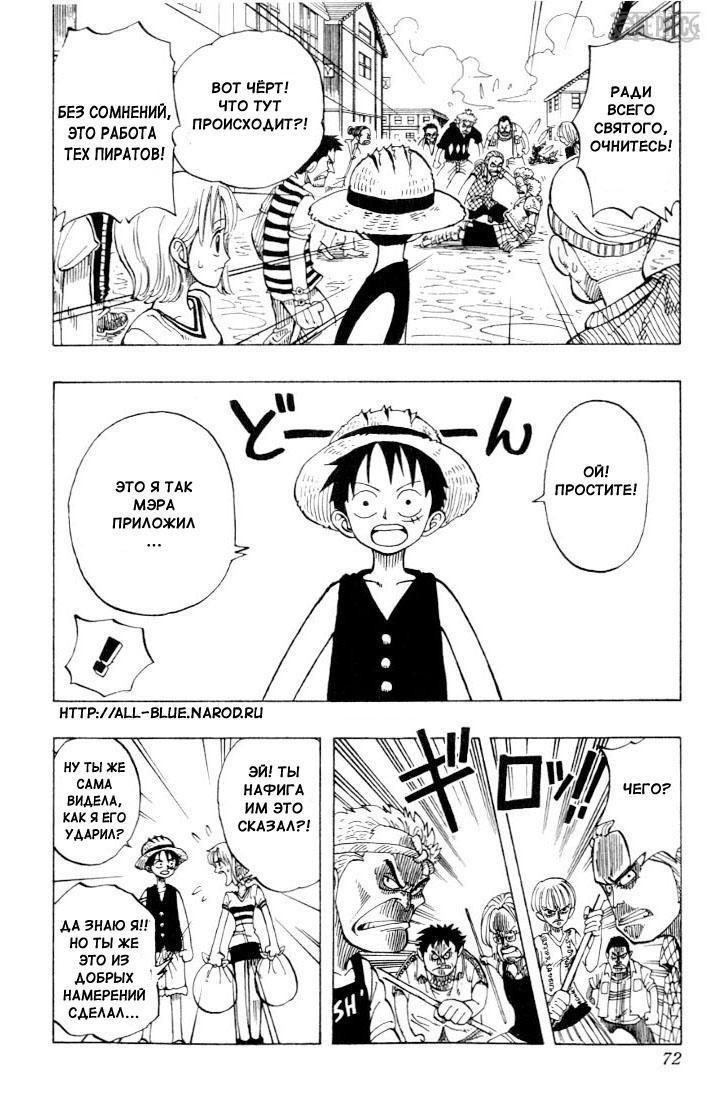 ONE PIECE
РАДИ
ВСЕГО
СВЯТОГО,
ОЧНИТЕСЬ!
ВОТ ЧЁРТ!
ЧТО ТУТ
ПРОИСХОДИТ?!
БЕЗ СОМНЕНИЙ,
ЭТО РАБОТА
ТЕХ ПИРАТОВ!
どーん
ОЙ!
ПРОСТИТЕ!
ЭТО Я ТАК
МЭРА
ПРИЛОЖИЛ
...
!
HTTP://ALL-BLUE.NAROD.RU
ЭЙ! ТЫ
НАФИГА
ИМ ЭТО
СКАЗАЛ?!
НУ ТЫ ЖЕ
САМА
ВИДЕЛА,
КАК Я ЕГО
УДАРИЛ?
ДА ЗНАЮ Я!!
НО ТЫ ЖЕ
ЭТО ИЗ
ДОБРЫХ
НАМЕРЕНИЙ
СДЕЛАЛ...
ЧЕГО?
ギロッ!!
SH'
72